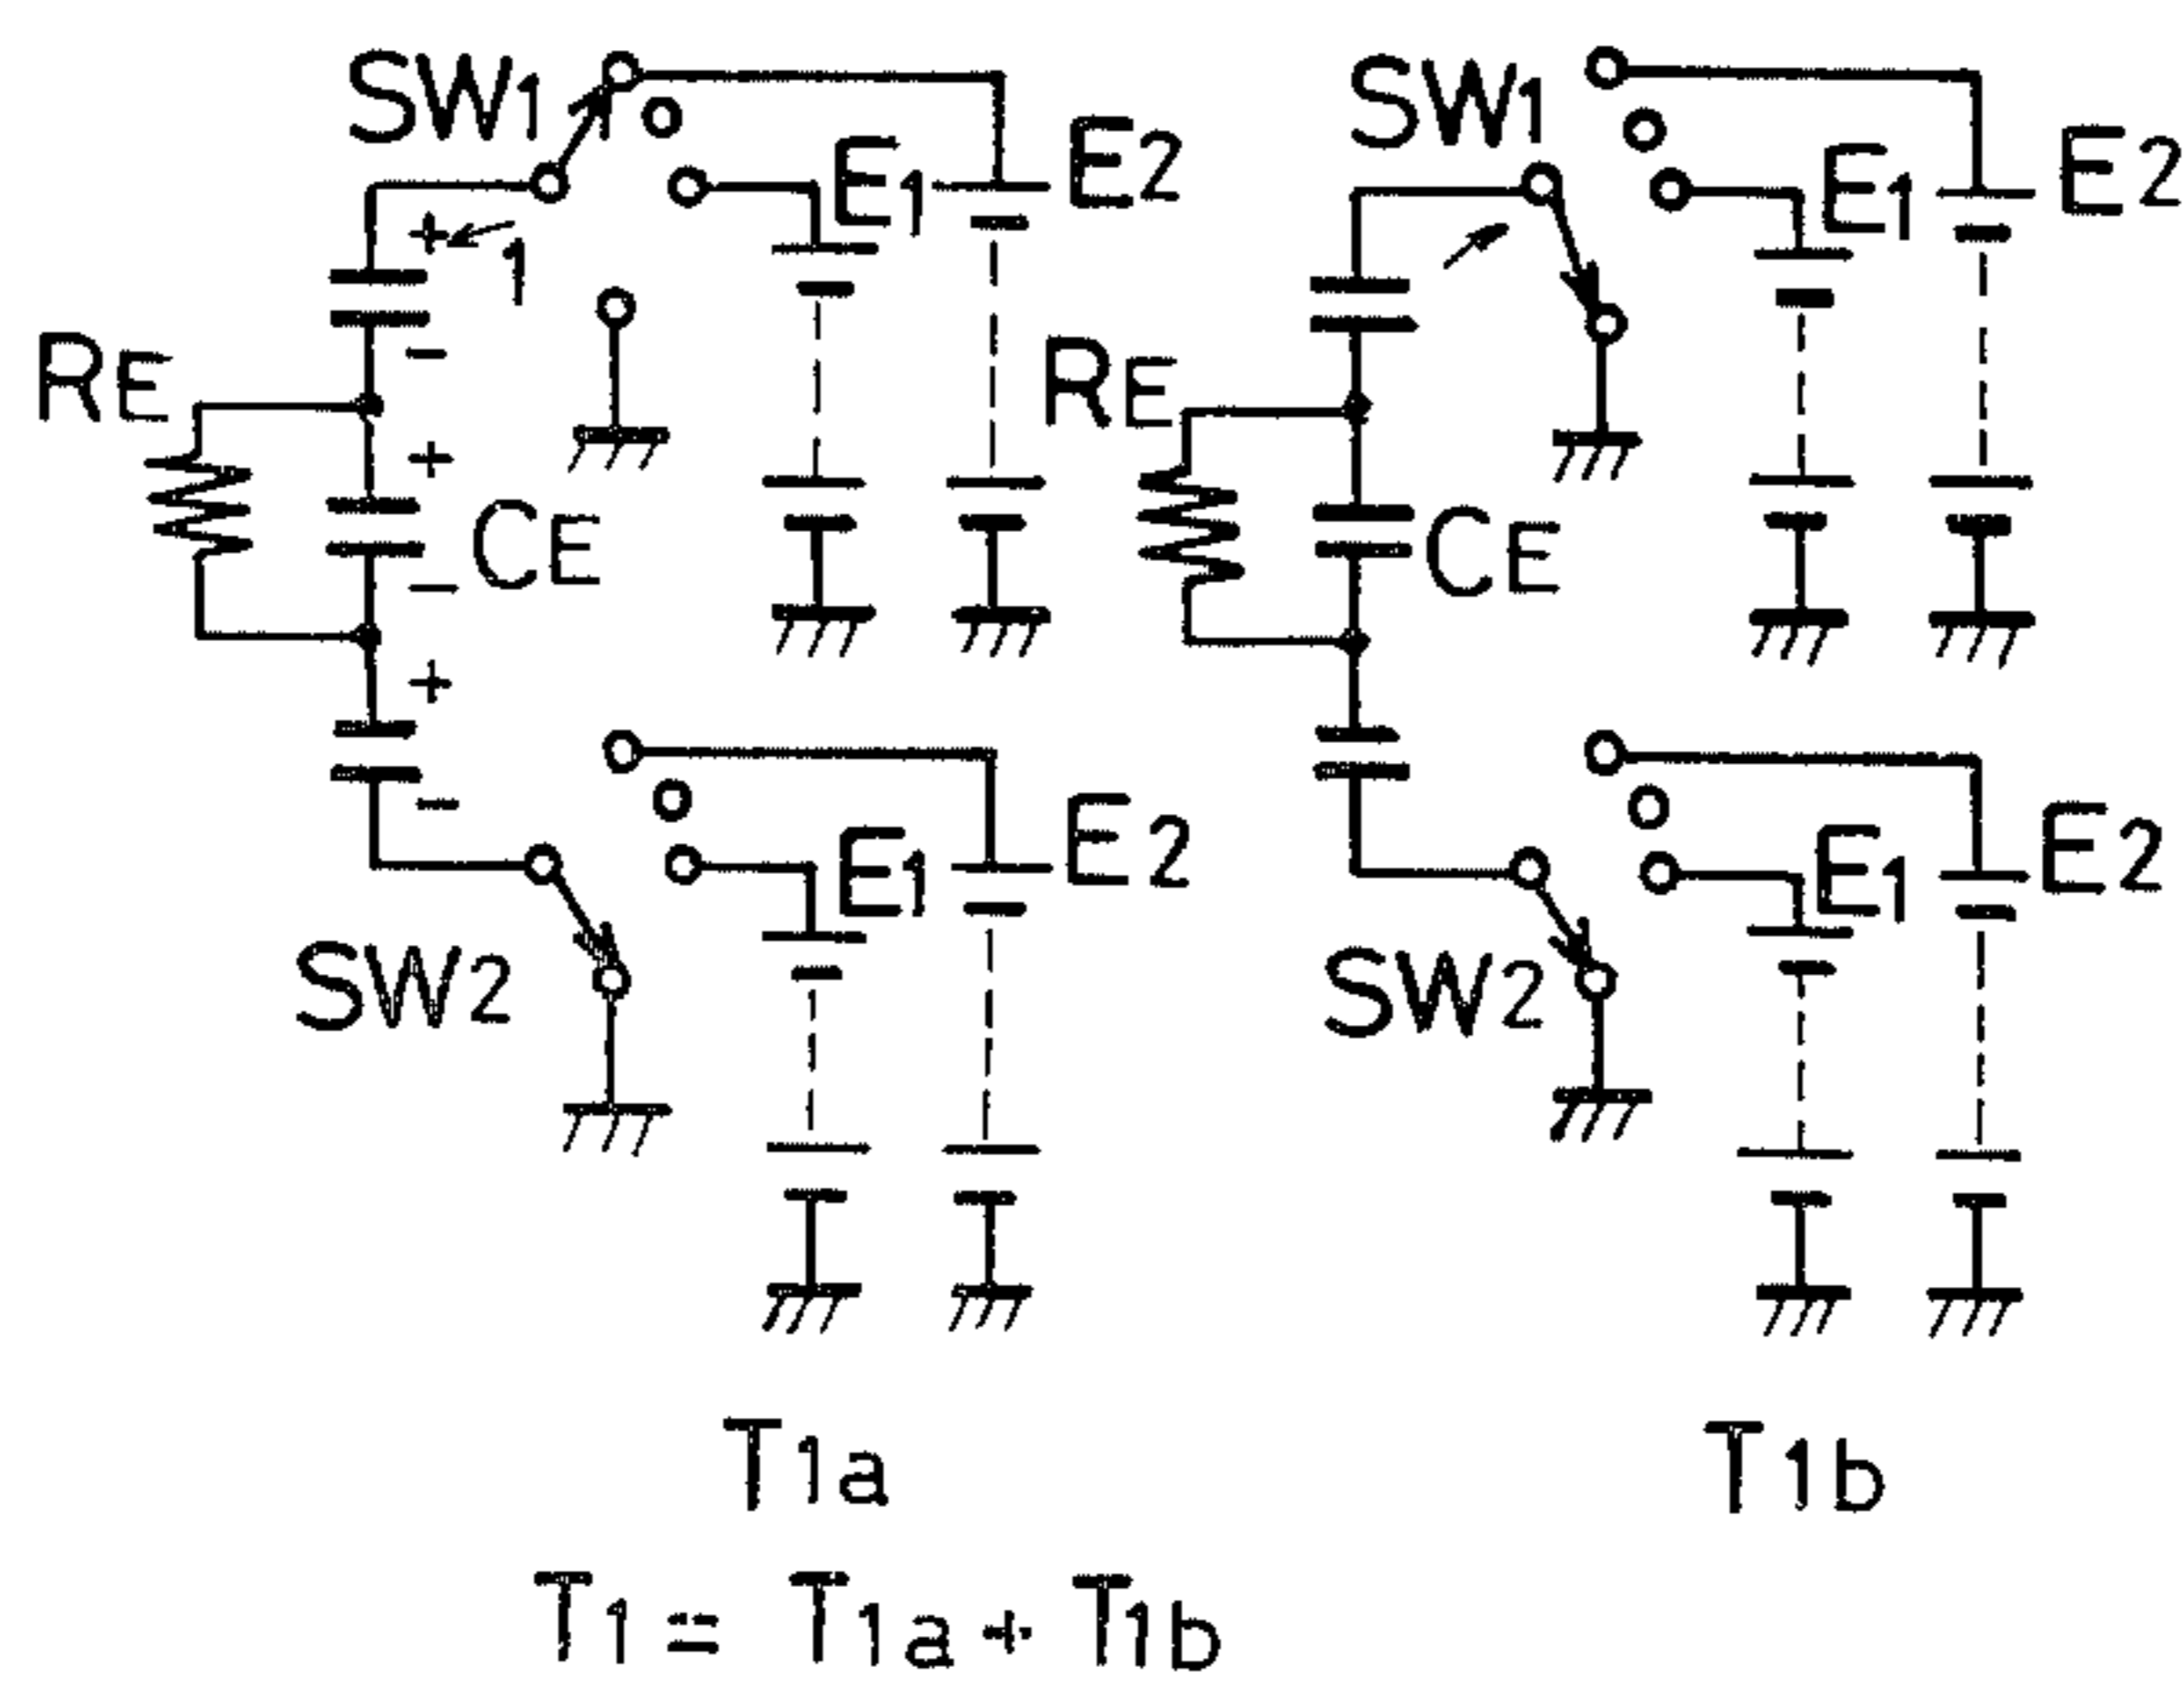 SW1
E1
E2
+
1
−
RE
+
CE
−
+
−
E1
E2
SW2
T1a
SW1
E1
E2
RE
CE
E1
E2
SW2
T1b
T1 = T1a + T1b